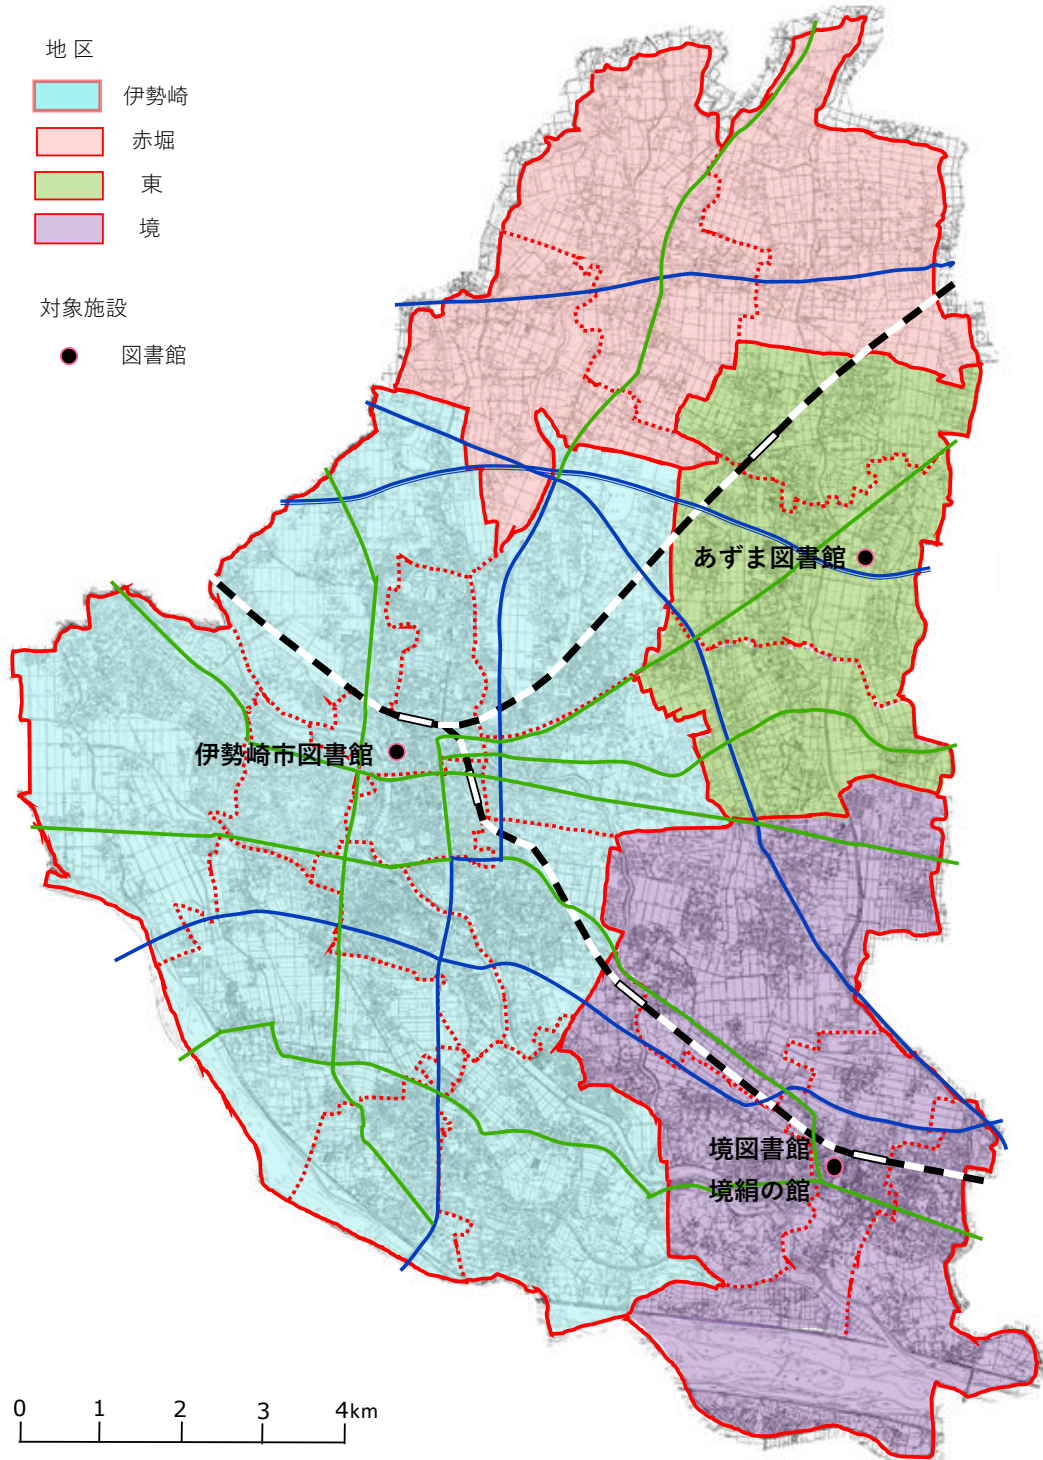 地 区
伊勢崎
赤堀
東
境
対象施設
図書館
あずま図書館
伊勢崎市図書館
境図書館
境絹の館
0 1 2 3 4km